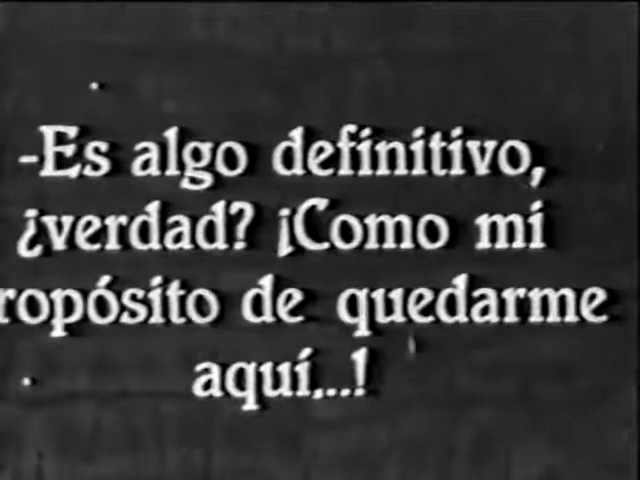 -Es algo definitivo,
¿verdad? ¡Como mi
ropósito de quedarme
aquí...!